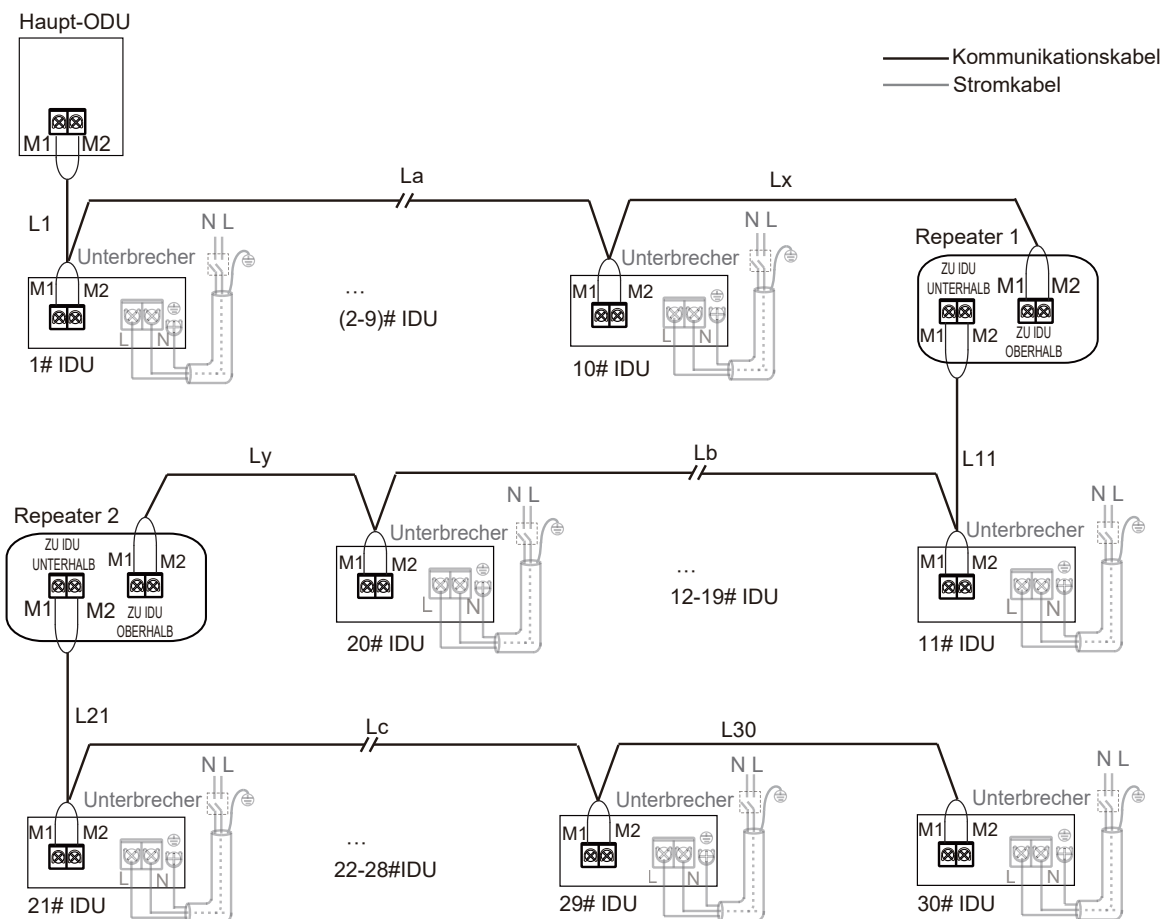 Haupt-ODU
Kommunikationskabel
Stromkabel
M1 M2
L1
La
Lx
N L
Unterbrecher
M1 M2
L N
1# IDU
...
(2-9)# IDU
N L
Unterbrecher
M1 M2
L N
10# IDU
Repeater 1
ZU IDU
UNTERHALB
M1 M2
M1 M2
ZU IDU
OBERHALB
L11
Ly
Lb
Repeater 2
ZU IDU
UNTERHALB
M1 M2
M1 M2
ZU IDU
OBERHALB
N L
Unterbrecher
M1 M2
L N
20# IDU
...
12-19# IDU
N L
Unterbrecher
M1 M2
L N
11# IDU
L21
Lc
L30
N L
Unterbrecher
M1 M2
L N
21# IDU
...
22-28#IDU
N L
Unterbrecher
M1 M2
L N
29# IDU
N L
Unterbrecher
M1 M2
L N
30# IDU